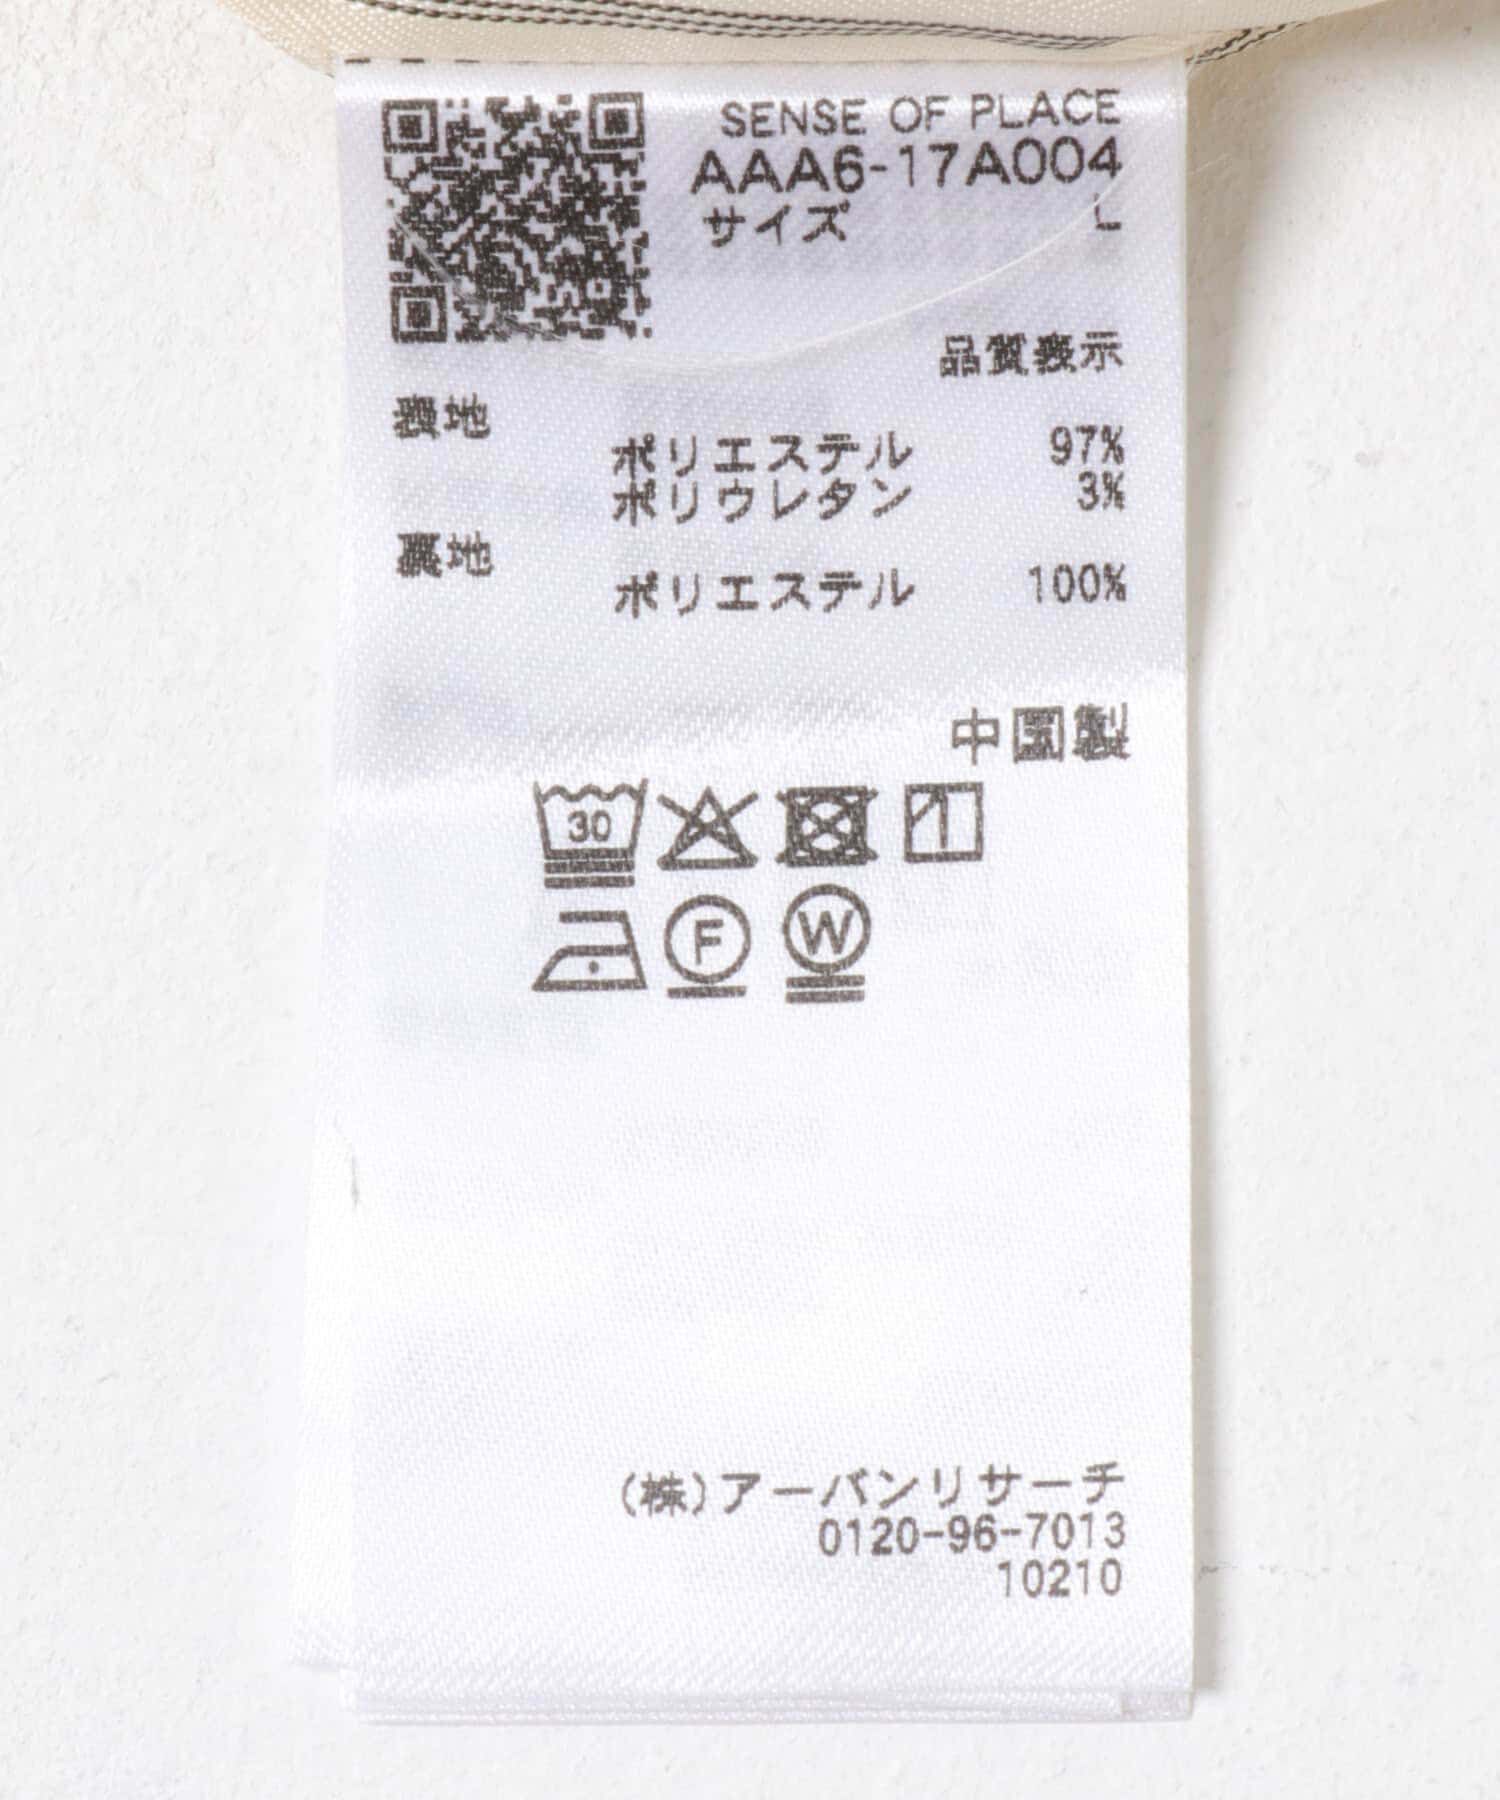 SENSE OF PLACE
AAA6-17A004
サイズ L
品質表示
表地
ポリエステル 97%
ポリウレタン 3%
裏地
ポリエステル 100%
中国製
30
F W
(株)アーバンリサーチ
0120-96-7013
10210